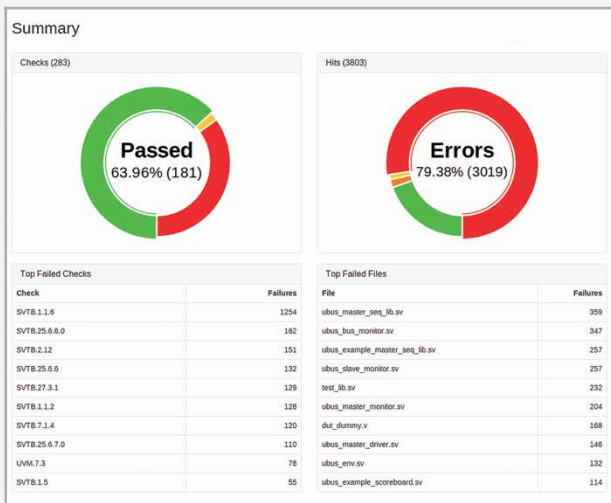 Summary
Checks (283)
Passed
63.96% (181)
Hits (3803)
Errors
79.38% (3019)
Top Failed Checks
Check Failures
SVTB.1.1.6 1254
SVTB.25.6.6.0 162
SVTB.2.12 151
SVTB.25.6.6 132
SVTB.27.3.1 129
SVTB.1.1.2 128
SVTB.7.1.4 120
SVTB.25.6.7.0 110
UVM.7.3 78
SVTB.1.5 55
Top Failed Files
File Failures
ubus_master_seq_lib.sv 359
ubus_bus_monitor.sv 347
ubus_example_master_seq_lib.sv 257
ubus_slave_monitor.sv 257
test_lib.sv 232
ubus_master_monitor.sv 204
dut_dummy.v 168
ubus_master_driver.sv 146
ubus_env.sv 132
ubus_example_scoreboard.sv 114